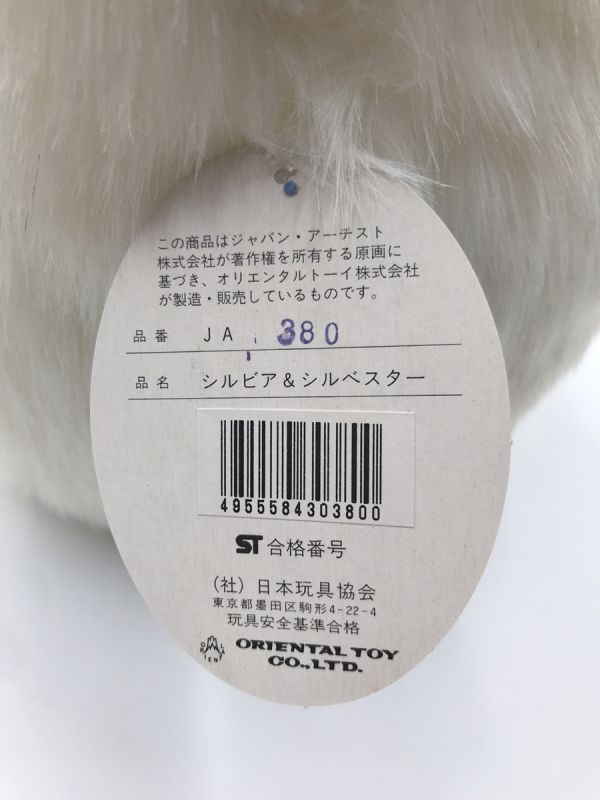 この商品はジャパン・アーチスト
株式会社が著作権を所有する原画に
基づき、オリエンタルトーイ株式会社
が製造・販売しているものです。
品番 JA 380
品名 シルビア＆シルベスター
4955584303800
ST 合格番号
(社) 日本玩具協会
東京都墨田区駒形4-22-4
玩具安全基準合格
ORIENTAL TOY
CO.,LTD.